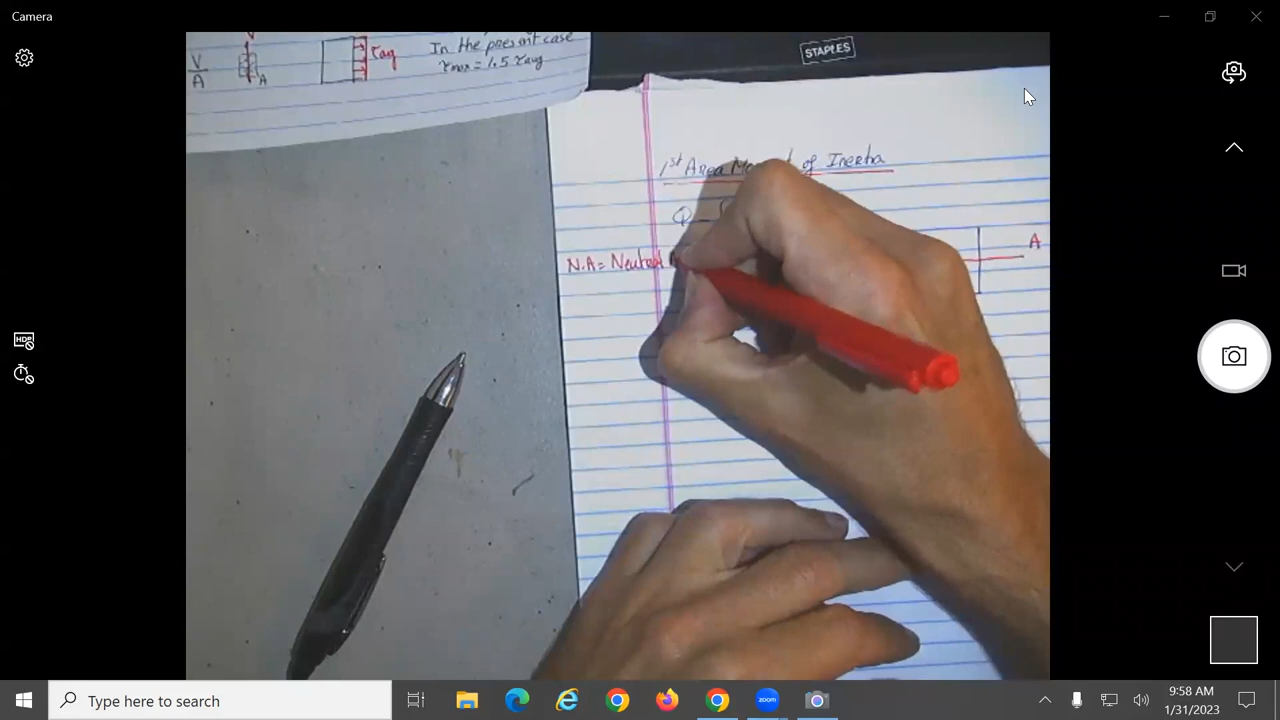 Camera
V
A
A
τavg
In the present case
τmax = 1.5 τavg
STAPLES
1st Area of Inertia
Q =
A
N.A = Neutral
Type here to search
zoom
9:58 AM
1/31/2023